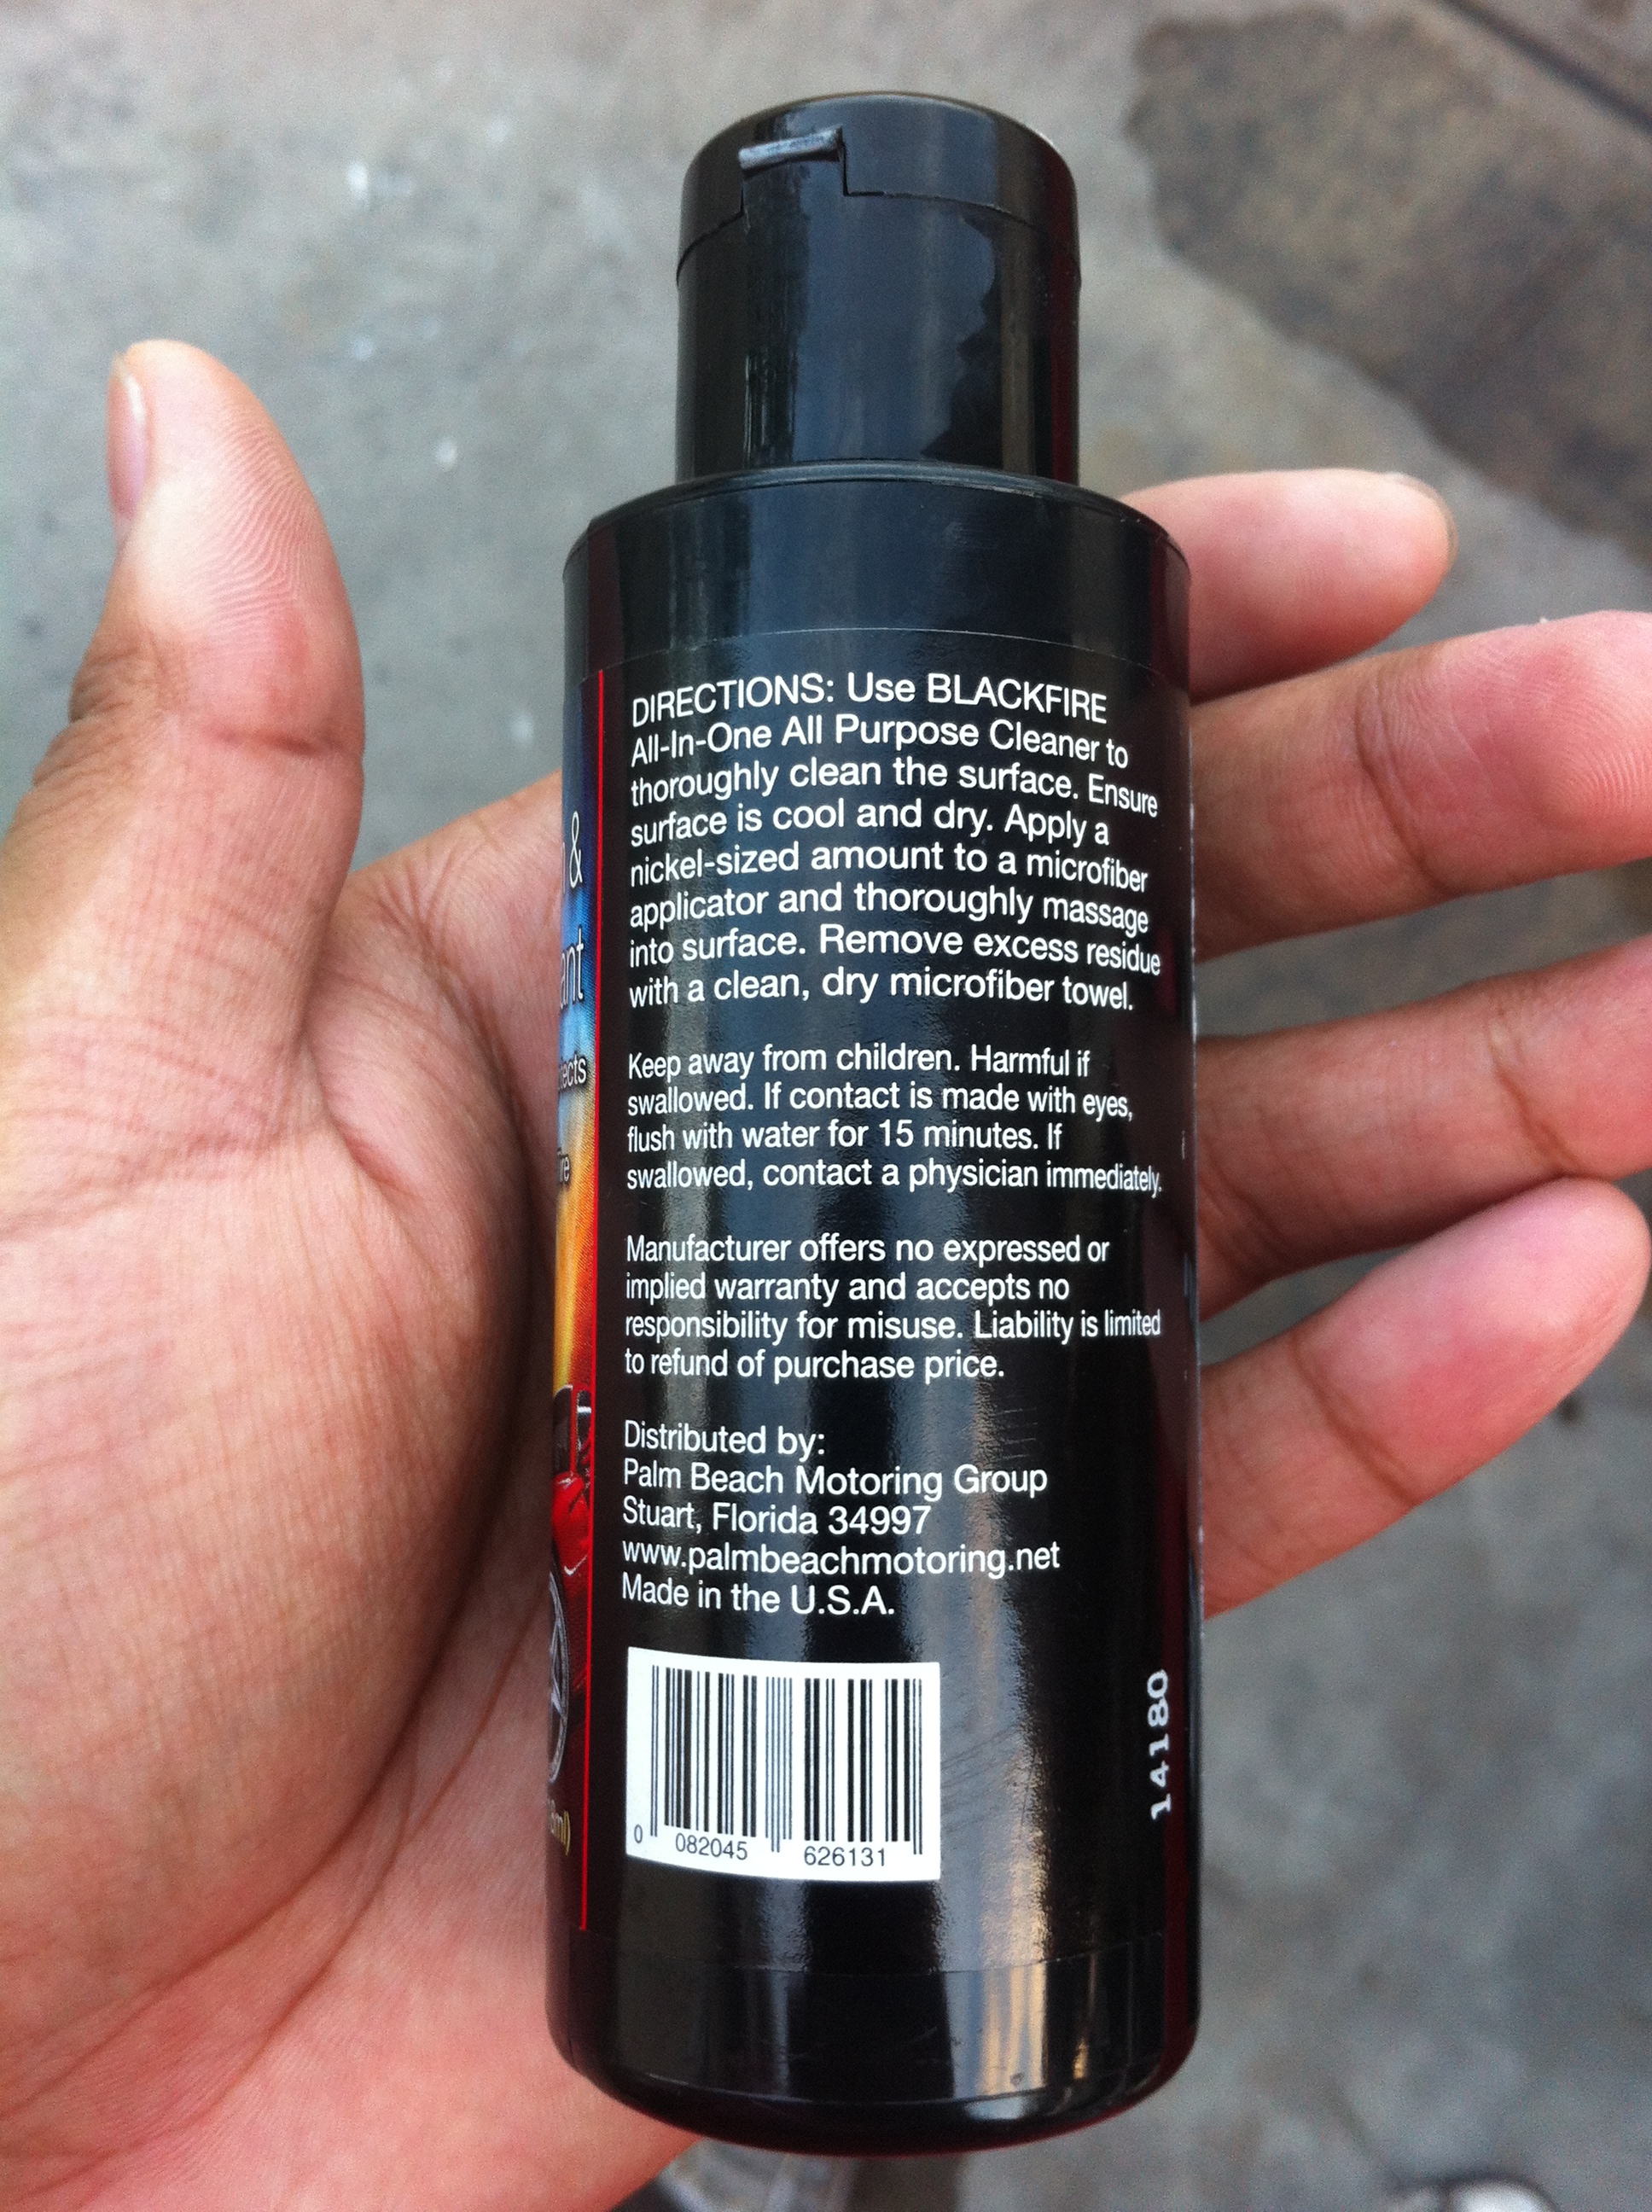 DIRECTIONS: Use BLACKFIRE
All-In-One All Purpose Cleaner to
thoroughly clean the surface. Ensure
surface is cool and dry. Apply a
nickel-sized amount to a microfiber
applicator and thoroughly massage
into surface. Remove excess residue
with a clean, dry microfiber towel.
Keep away from children. Harmful if
swallowed. If contact is made with eyes,
flush with water for 15 minutes. If
swallowed, contact a physician immediately.
Manufacturer offers no expressed or
implied warranty and accepts no
responsibility for misuse. Liability is limited
to refund of purchase price.
Distributed by:
Palm Beach Motoring Group
Stuart, Florida 34997
www.palmbeachmotoring.net
Made in the U.S.A.
0 082045 626131
14180
&